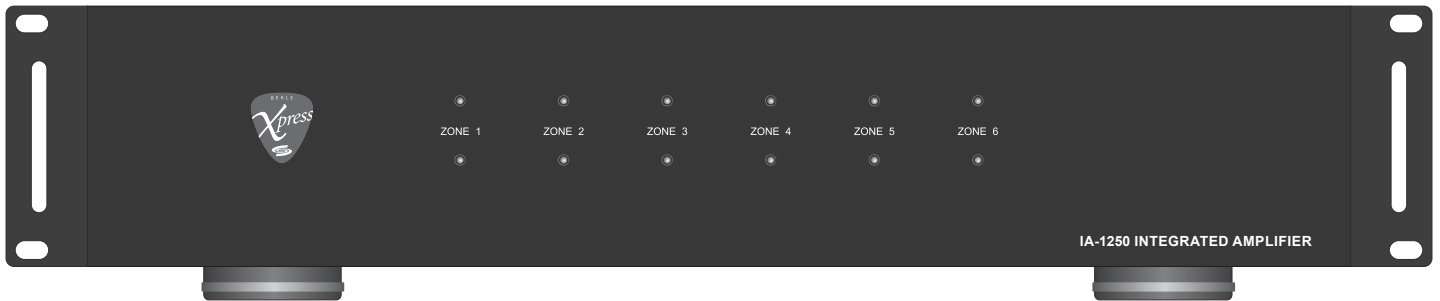 BEALE
Xpress
ZONE 1 ZONE 2 ZONE 3 ZONE 4 ZONE 5 ZONE 6
IA-1250 INTEGRATED AMPLIFIER